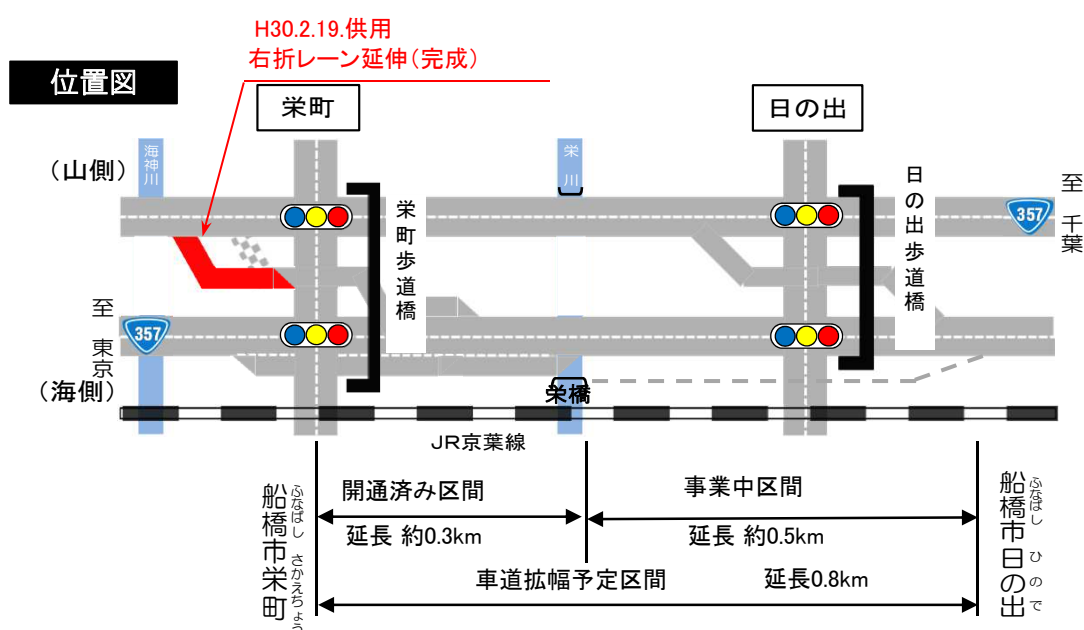 H30.2.19.供用
右折レーン延伸（完成）
位置図
栄町
日の出
（山側）
海神川
栄川
至 千葉
357
栄町歩道橋
日の出歩道橋
至 東京
357
（海側）
栄橋
JR京葉線
開通済み区間
事業中区間
延長 約0.3km
延長 約0.5km
車道拡幅予定区間
延長0.8km
船橋市栄町
ふなばし さかえちょう
船橋市日の出
ふなばし ひので